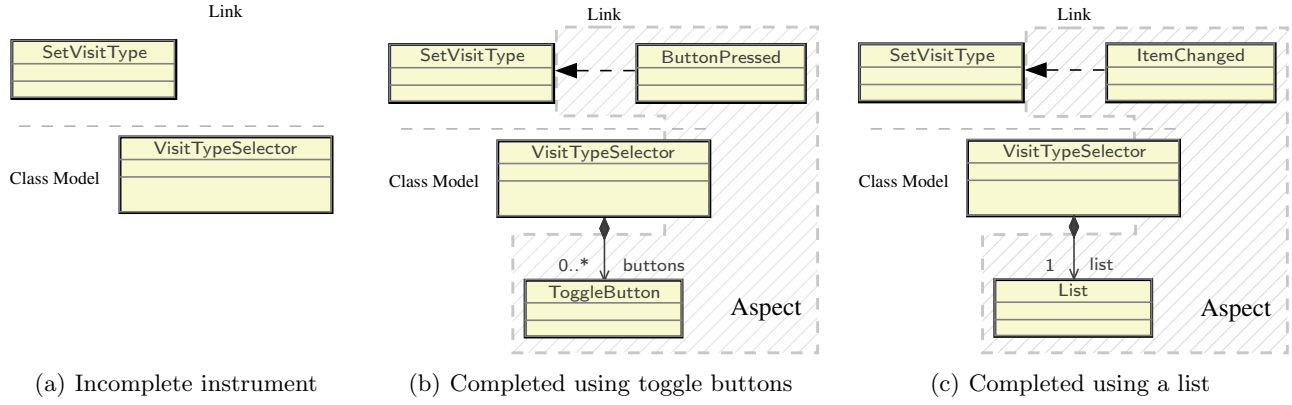 Link
SetVisitType
VisitTypeSelector
Class Model
(a) Incomplete instrument
Link
SetVisitType
ButtonPressed
VisitTypeSelector
Class Model
0..*
buttons
ToggleButton
Aspect
(b) Completed using toggle buttons
Link
SetVisitType
ItemChanged
VisitTypeSelector
Class Model
1
list
List
Aspect
(c) Completed using a list